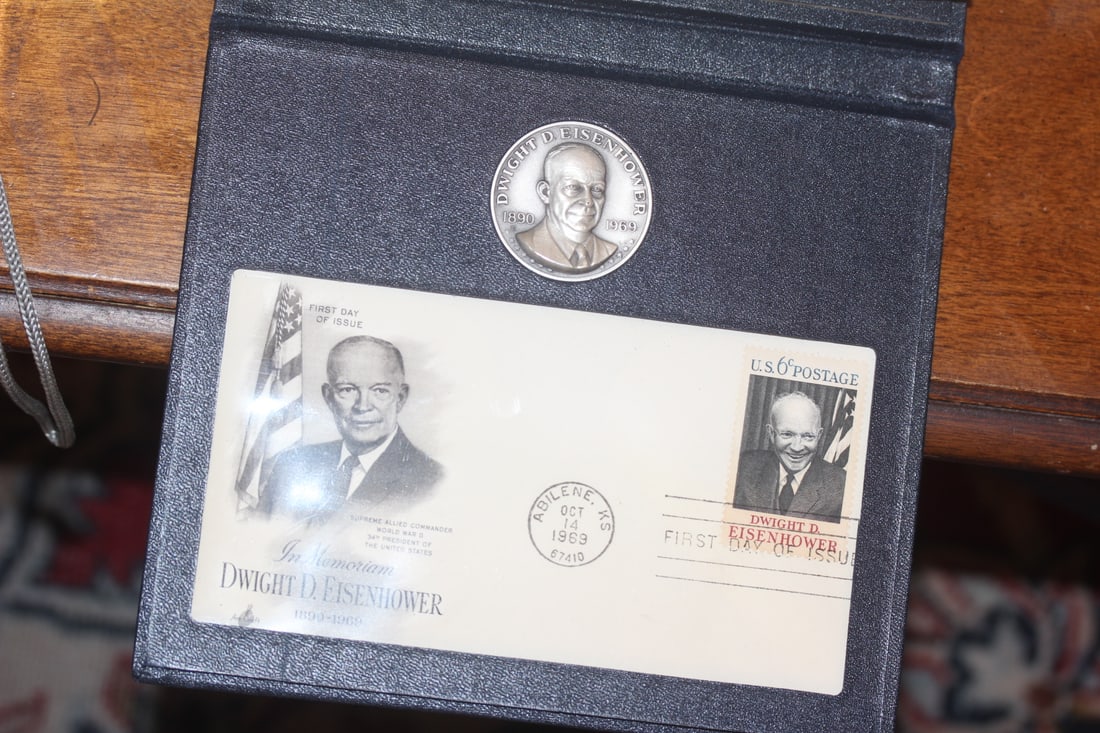 DWIGHT D. EISENHOWER
1890 1969
FIRST DAY
OF ISSUE
SUPREME ALLIED COMMANDER
WORLD WAR II
34th PRESIDENT OF
THE UNITED STATES
In Memoriam
DWIGHT D. EISENHOWER
1890-1969
ABILENE, KS
OCT
14
1969
67410
U.S. 6c POSTAGE
DWIGHT D.
EISENHOWER
FIRST DAY OF ISSUE